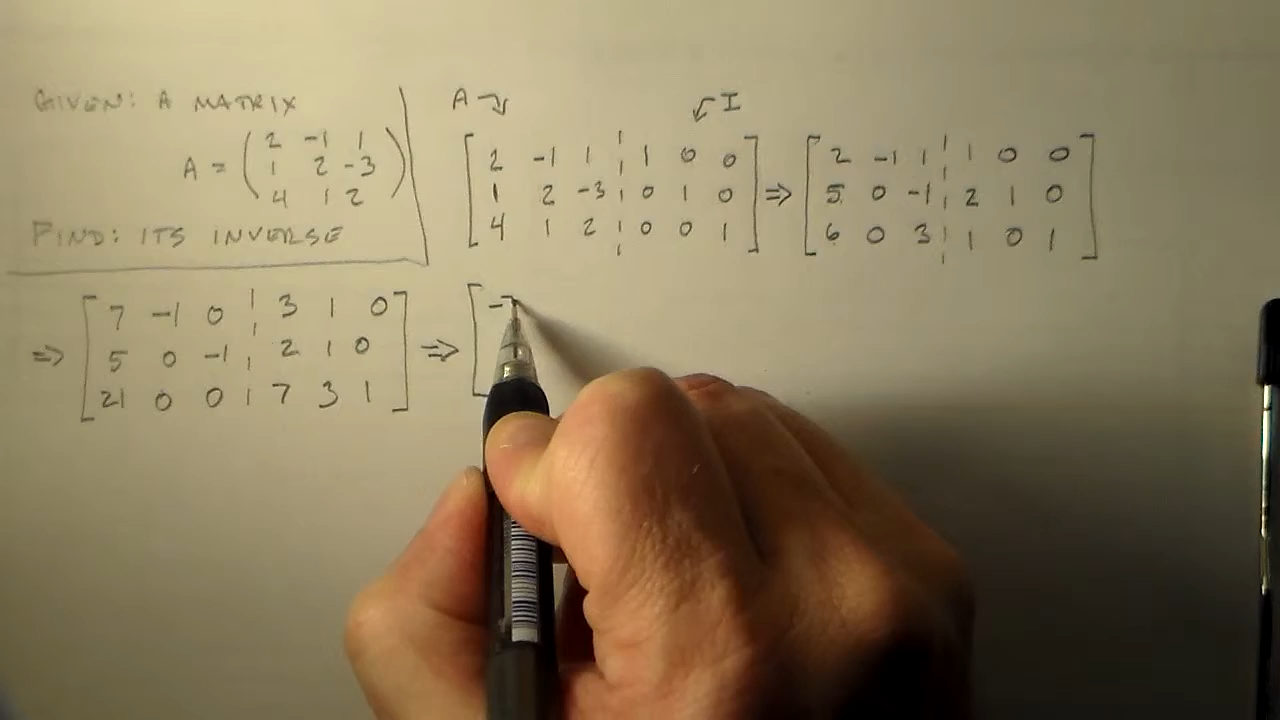 GIVEN: A MATRIX
A = ( 2 -1 1
1 2 -3
4 1 2 )
FIND: ITS INVERSE
A → I
[ 2 -1 1 ¦ 1 0 0
1 2 -3 ¦ 0 1 0
4 1 2 ¦ 0 0 1 ]
⇒ [ 2 -1 1 ¦ 1 0 0
5 0 -1 ¦ 2 1 0
6 0 3 ¦ 1 0 1 ]
⇒ [ 7 -1 0 ¦ 3 1 0
5 0 -1 ¦ 2 1 0
21 0 0 ¦ 7 3 1 ]
⇒ [ -7